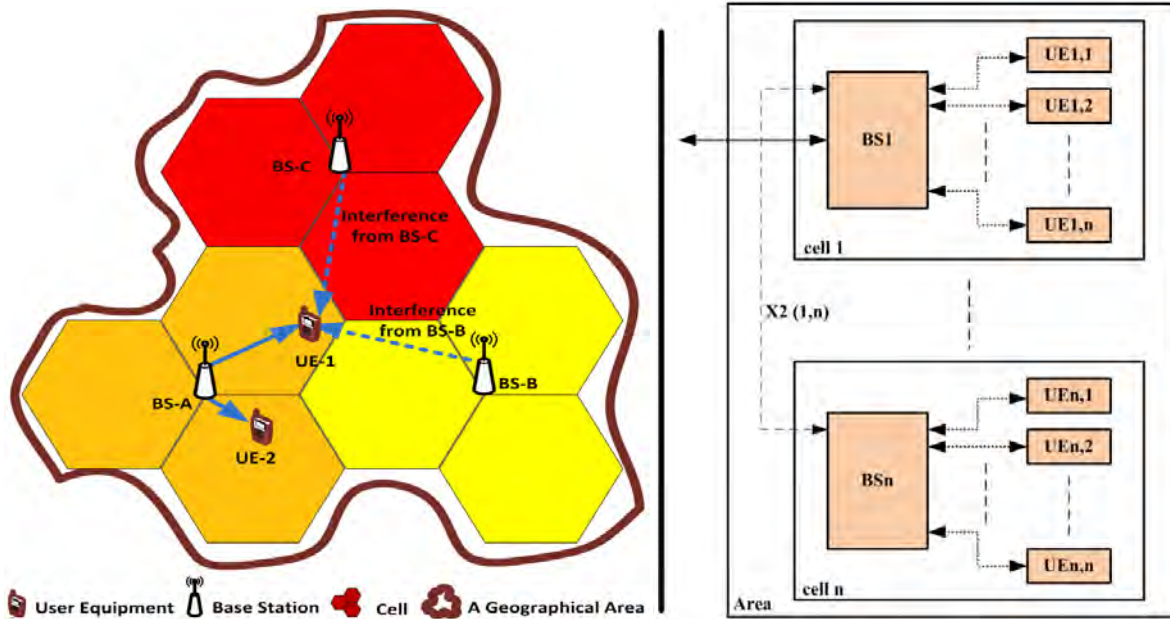 BS-C
Interference
from BS-C
Interference
from BS-B
UE-1
BS-A
BS-B
UE-2
User Equipment
Base Station
Cell
A Geographical Area
UE1,1
UE1,2
BS1
UE1,n
cell 1
X2 (1,n)
UEn,1
UEn,2
BSn
UEn,n
cell n
Area